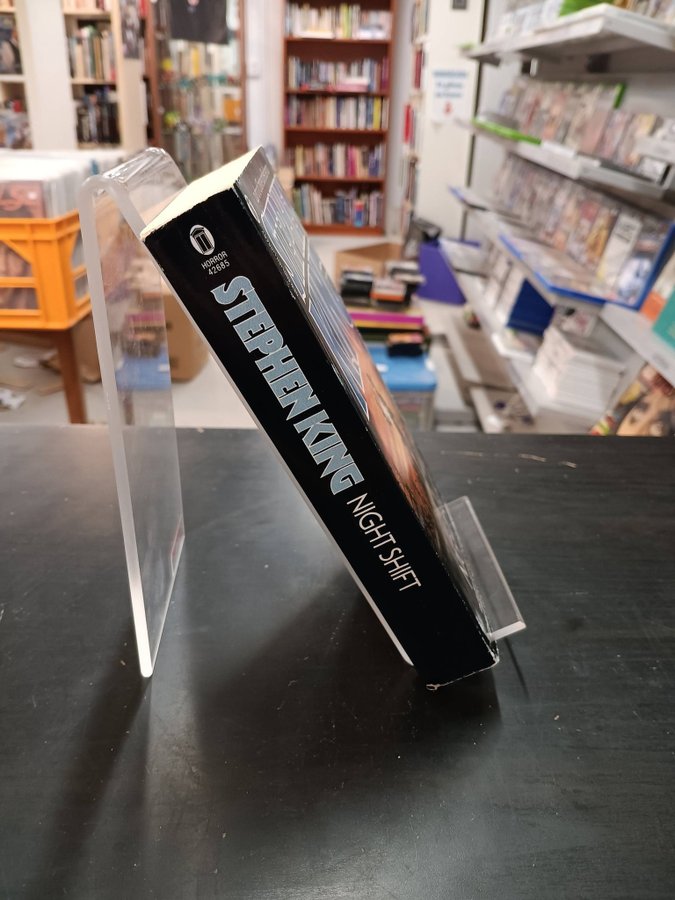 HORROR
42685
STEPHEN KING
NIGHT SHIFT